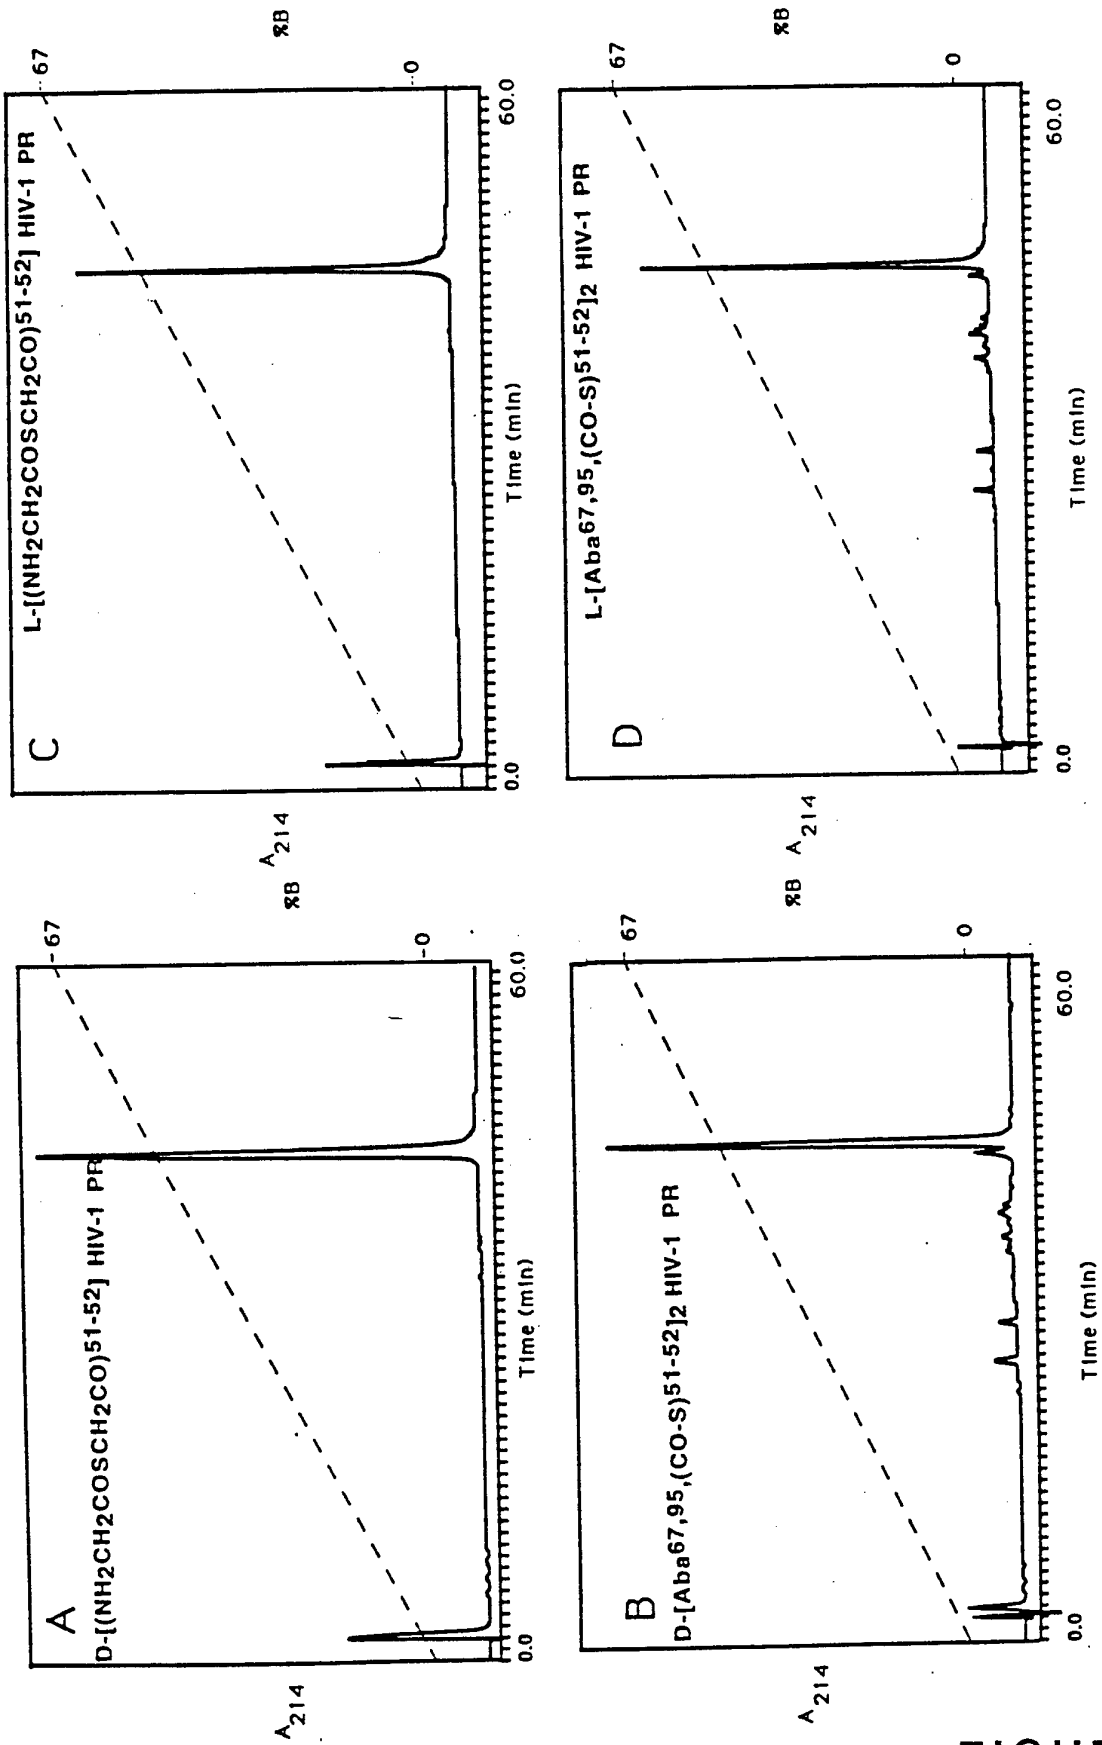 A
D-[(NH2CH2COSCH2CO)51-52] HIV-1 PR
A214
67
0
%B
0.0
60.0
Time (min)
C
L-[(NH2CH2COSCH2CO)51-52] HIV-1 PR
A214
67
0
%B
0.0
60.0
Time (min)
B
D-[Aba67,95,(CO-S)51-52]2 HIV-1 PR
A214
67
0
%B
0.0
60.0
Time (min)
D
L-[Aba67,95,(CO-S)51-52]2 HIV-1 PR
A214
67
0
%B
0.0
60.0
Time (min)